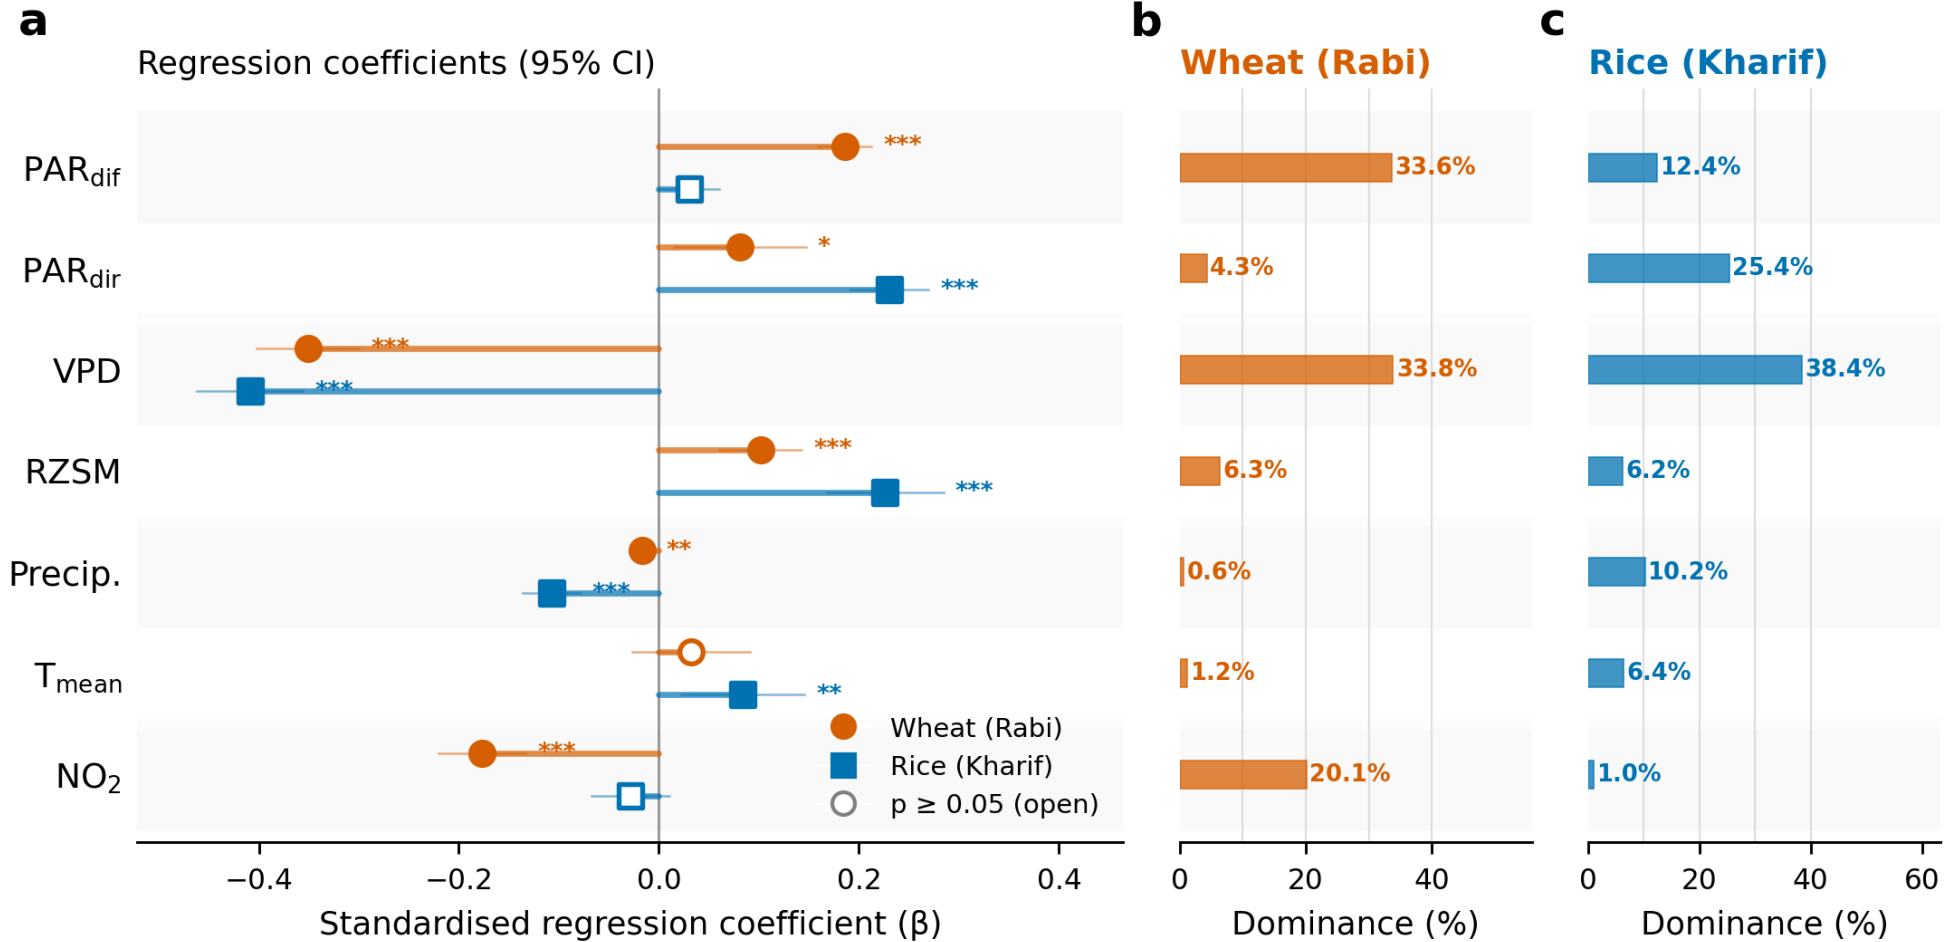 a
Regression coefficients (95% CI)
PAR_dif
***
PAR_dir
*
***
VPD
***
***
RZSM
***
***
Precip.
**
***
T_mean
**
NO₂
***
Wheat (Rabi)
Rice (Kharif)
p ≥ 0.05 (open)
−0.4 −0.2 0.0 0.2 0.4
Standardised regression coefficient (β)
b
Wheat (Rabi)
33.6%
4.3%
33.8%
6.3%
0.6%
1.2%
20.1%
0 20 40
Dominance (%)
c
Rice (Kharif)
12.4%
25.4%
38.4%
6.2%
10.2%
6.4%
1.0%
0 20 40 60
Dominance (%)